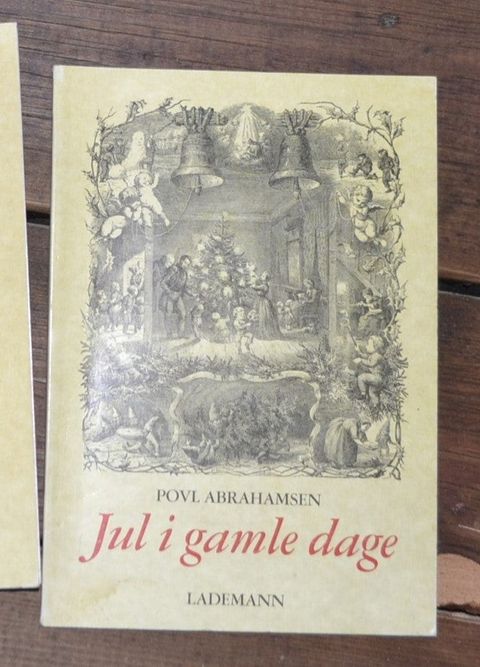 POVL ABRAHAMSEN
Jul i gamle dage
LADEMANN